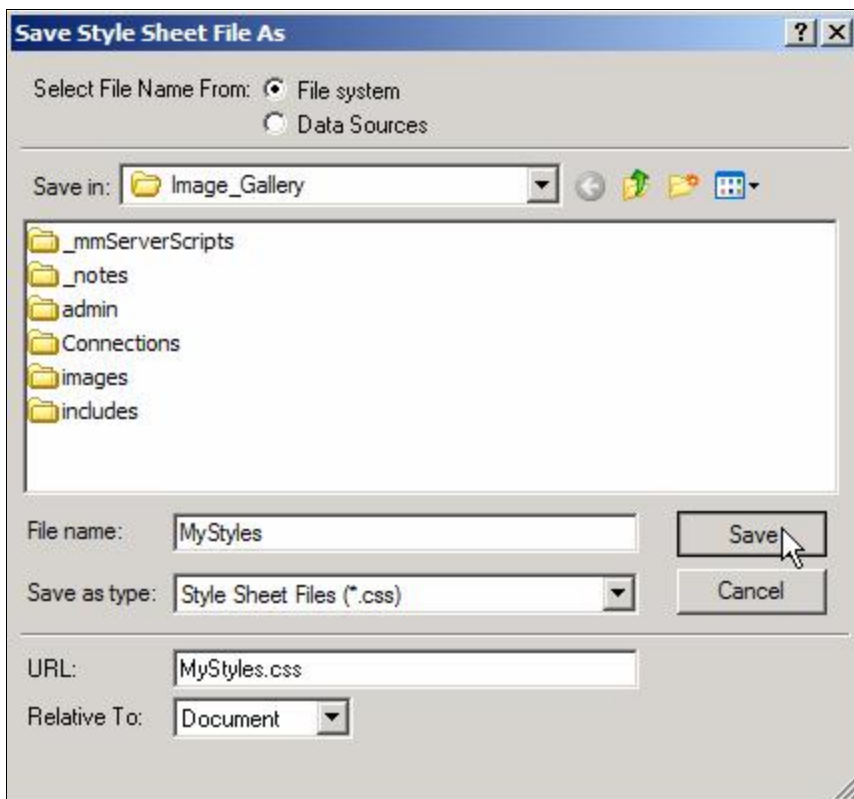 Save Style Sheet File As
Select File Name From: File system
Data Sources
Save in: Image_Gallery
_mmServerScripts
_notes
admin
Connections
images
includes
File name: MyStyles Save
Save as type: Style Sheet Files (*.css) Cancel
URL: MyStyles.css
Relative To: Document